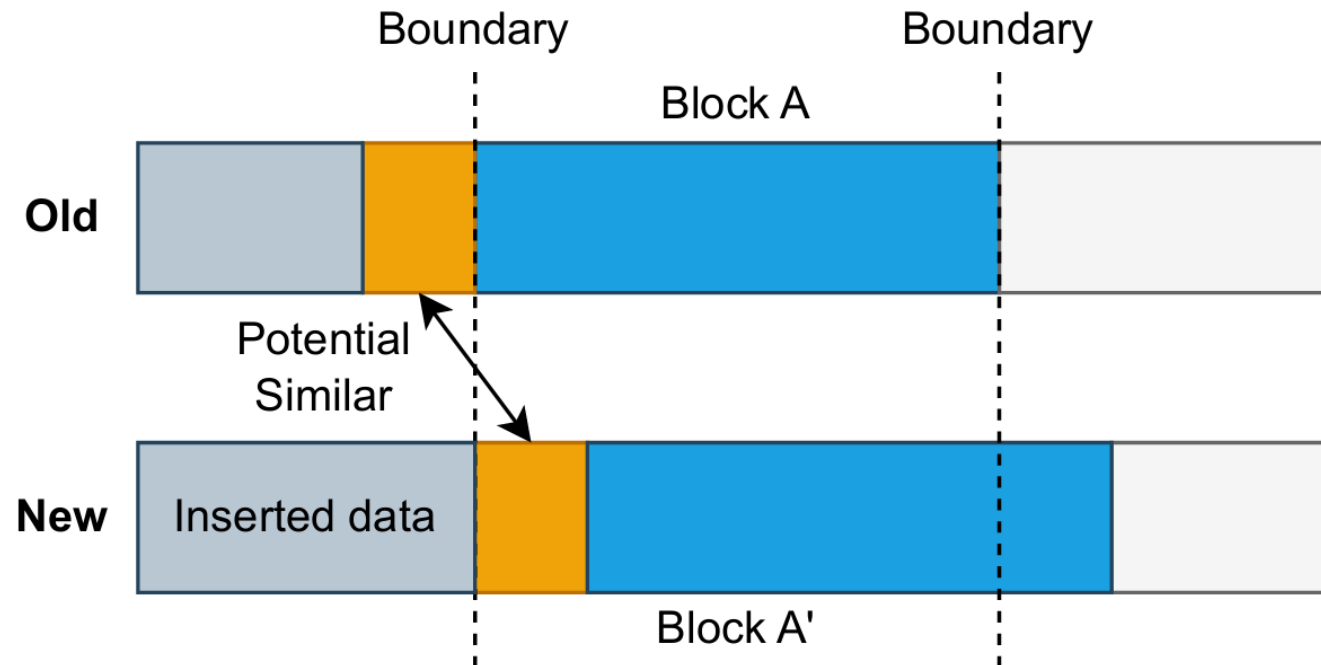 Boundary
Boundary
Block A
Old
Potential
Similar
New
Inserted data
Block A'